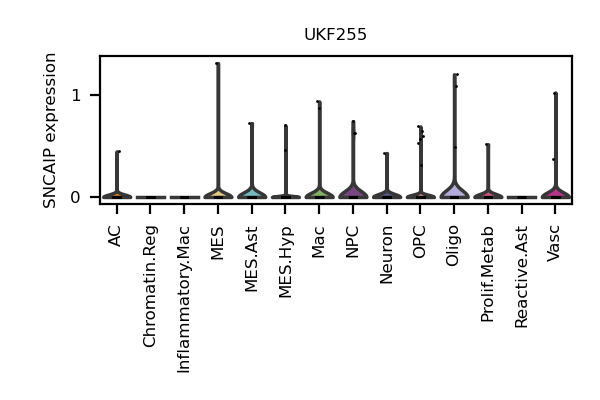 UKF255
SNCAIP expression
1
0
AC
Chromatin.Reg
Inflammatory.Mac
MES
MES.Ast
MES.Hyp
Mac
NPC
Neuron
OPC
Oligo
Prolif.Metab
Reactive.Ast
Vasc